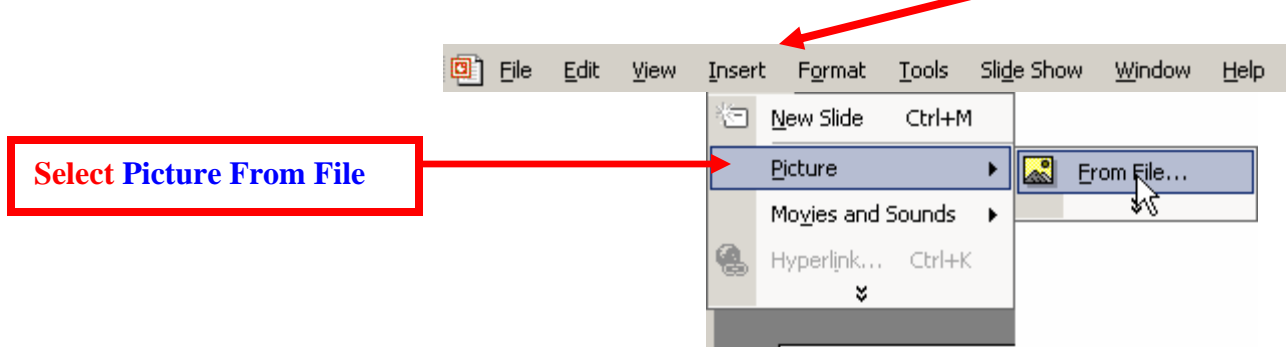 File Edit View Insert Format Tools Slide Show Window Help
New Slide Ctrl+M
Select Picture From File
Picture
From File...
Movies and Sounds
Hyperlink... Ctrl+K